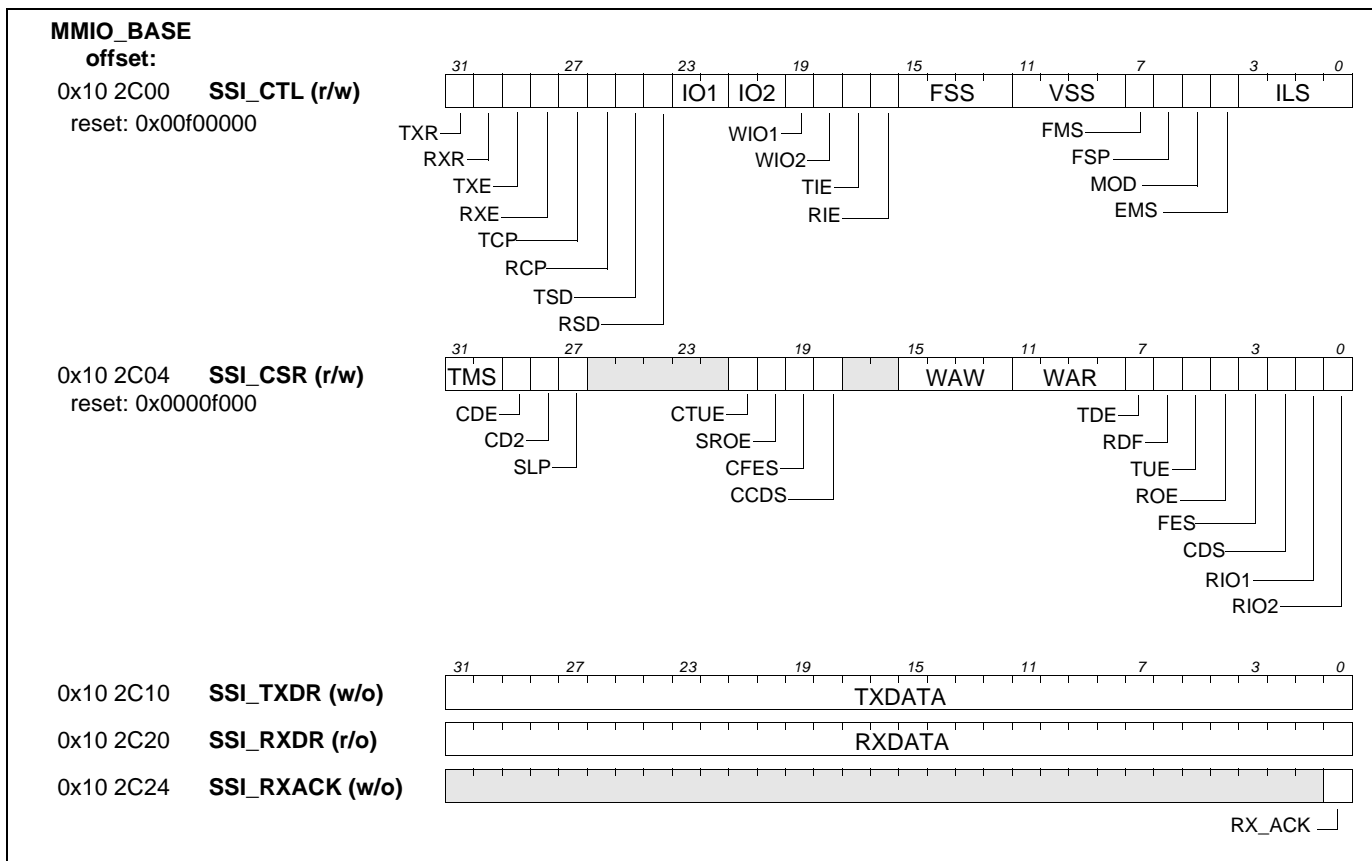 MMIO_BASE
offset:
31 27 23 19 15 11 7 3 0
0x10 2C00 SSI_CTL (r/w) IO1 IO2 FSS VSS ILS
reset: 0x00f00000
TXR WIO1 FMS
RXR WIO2 FSP
TXE TIE MOD
RXE RIE EMS
TCP
RCP
TSD
RSD
31 27 23 19 15 11 7 3 0
0x10 2C04 SSI_CSR (r/w) TMS WAW WAR
reset: 0x0000f000
CDE CTUE TDE
CD2 SROE RDF
SLP CFES TUE
CCDS ROE
FES
CDS
RIO1
RIO2
31 27 23 19 15 11 7 3 0
0x10 2C10 SSI_TXDR (w/o) TXDATA
0x10 2C20 SSI_RXDR (r/o) RXDATA
0x10 2C24 SSI_RXACK (w/o)
RX_ACK